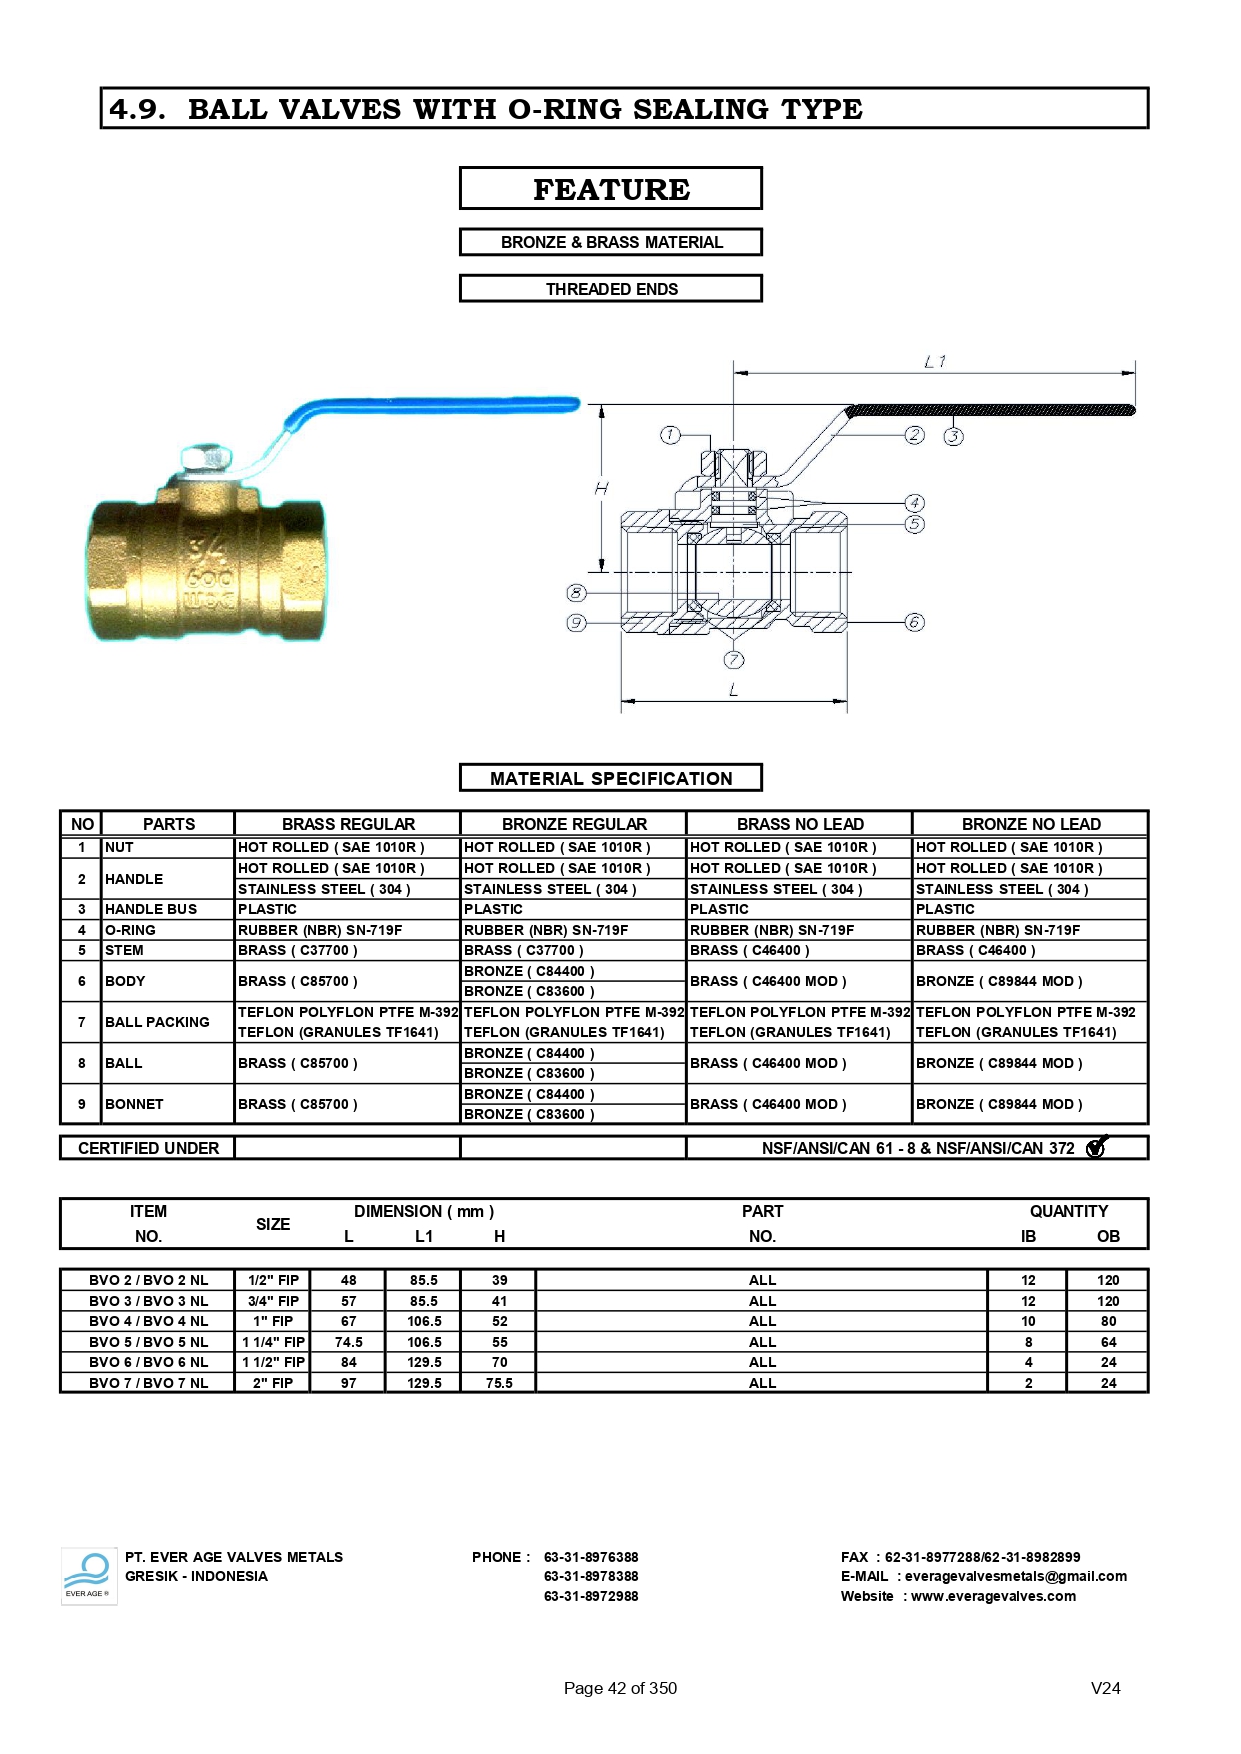 4.9. BALL VALVES WITH O-RING SEALING TYPE
FEATURE
BRONZE & BRASS MATERIAL
THREADED ENDS
L1
1
2
3
H
4
5
3/4
600
8
9
6
7
L
MATERIAL SPECIFICATION
NO PARTS BRASS REGULAR BRONZE REGULAR BRASS NO LEAD BRONZE NO LEAD
1 NUT HOT ROLLED ( SAE 1010R ) HOT ROLLED ( SAE 1010R ) HOT ROLLED ( SAE 1010R ) HOT ROLLED ( SAE 1010R )
2 HANDLE HOT ROLLED ( SAE 1010R ) HOT ROLLED ( SAE 1010R ) HOT ROLLED ( SAE 1010R ) HOT ROLLED ( SAE 1010R )
STAINLESS STEEL ( 304 ) STAINLESS STEEL ( 304 ) STAINLESS STEEL ( 304 ) STAINLESS STEEL ( 304 )
3 HANDLE BUS PLASTIC PLASTIC PLASTIC PLASTIC
4 O-RING RUBBER (NBR) SN-719F RUBBER (NBR) SN-719F RUBBER (NBR) SN-719F RUBBER (NBR) SN-719F
5 STEM BRASS ( C37700 ) BRASS ( C37700 ) BRASS ( C46400 ) BRASS ( C46400 )
6 BODY BRASS ( C85700 ) BRONZE ( C84400 ) BRASS ( C46400 MOD ) BRONZE ( C89844 MOD )
BRONZE ( C83600 )
7 BALL PACKING TEFLON POLYFLON PTFE M-392 TEFLON POLYFLON PTFE M-392 TEFLON POLYFLON PTFE M-392 TEFLON POLYFLON PTFE M-392
TEFLON (GRANULES TF1641) TEFLON (GRANULES TF1641) TEFLON (GRANULES TF1641) TEFLON (GRANULES TF1641)
8 BALL BRASS ( C85700 ) BRONZE ( C84400 ) BRASS ( C46400 MOD ) BRONZE ( C89844 MOD )
BRONZE ( C83600 )
9 BONNET BRASS ( C85700 ) BRONZE ( C84400 ) BRASS ( C46400 MOD ) BRONZE ( C89844 MOD )
BRONZE ( C83600 )
CERTIFIED UNDER NSF/ANSI/CAN 61 - 8 & NSF/ANSI/CAN 372
ITEM SIZE DIMENSION ( mm ) PART QUANTITY
NO. L L1 H NO. IB OB
BVO 2 / BVO 2 NL 1/2" FIP 48 85.5 39 ALL 12 120
BVO 3 / BVO 3 NL 3/4" FIP 57 85.5 41 ALL 12 120
BVO 4 / BVO 4 NL 1" FIP 67 106.5 52 ALL 10 80
BVO 5 / BVO 5 NL 1 1/4" FIP 74.5 106.5 55 ALL 8 64
BVO 6 / BVO 6 NL 1 1/2" FIP 84 129.5 70 ALL 4 24
BVO 7 / BVO 7 NL 2" FIP 97 129.5 75.5 ALL 2 24
EVER AGE ®
PT. EVER AGE VALVES METALS PHONE : 63-31-8976388 FAX : 62-31-8977288/62-31-8982899
GRESIK - INDONESIA 63-31-8978388 E-MAIL : everagevalvesmetals@gmail.com
63-31-8972988 Website : www.everagevalves.com
Page 42 of 350 V24